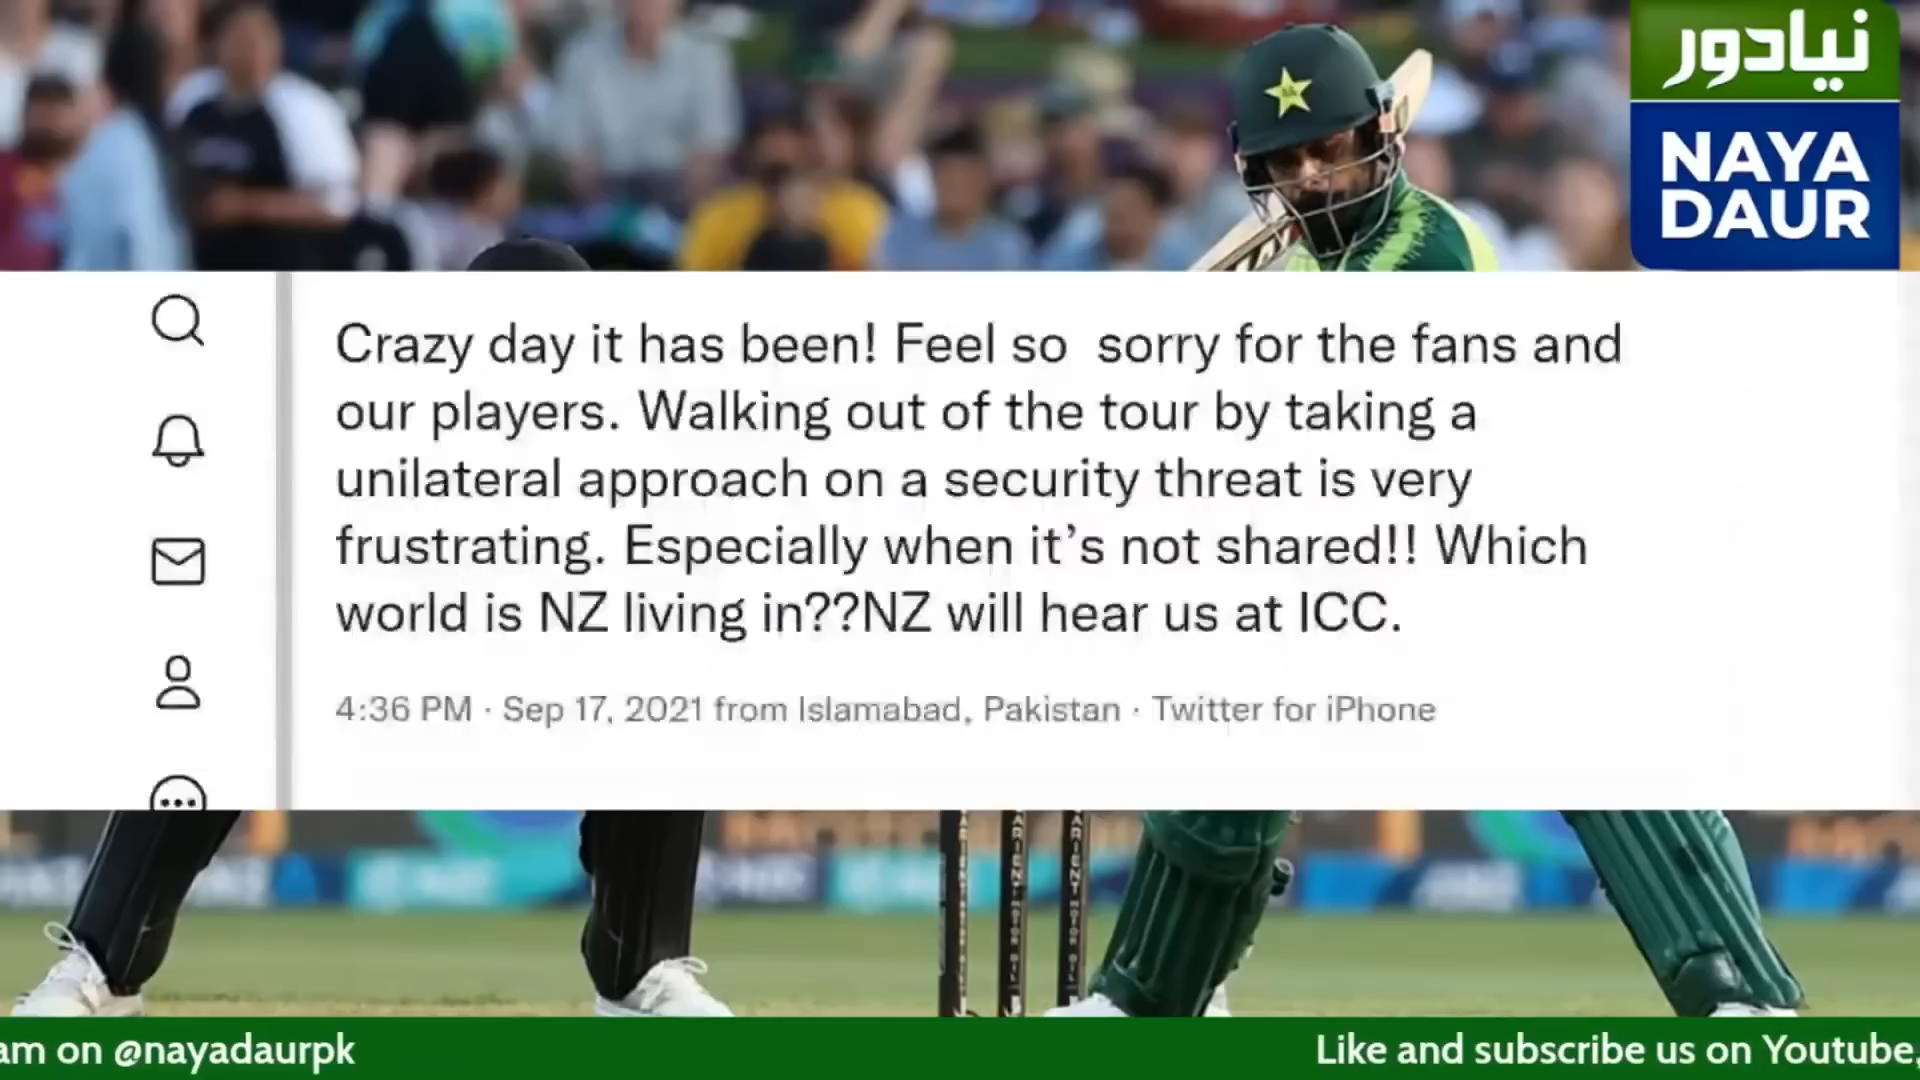 نیادور
NAYA
DAUR
Crazy day it has been! Feel so  sorry for the fans and
our players. Walking out of the tour by taking a
unilateral approach on a security threat is very
frustrating. Especially when it’s not shared!! Which
world is NZ living in??NZ will hear us at ICC.
4:36 PM · Sep 17, 2021 from Islamabad, Pakistan · Twitter for iPhone
am on @nayadaurpk
Like and subscribe us on Youtube,